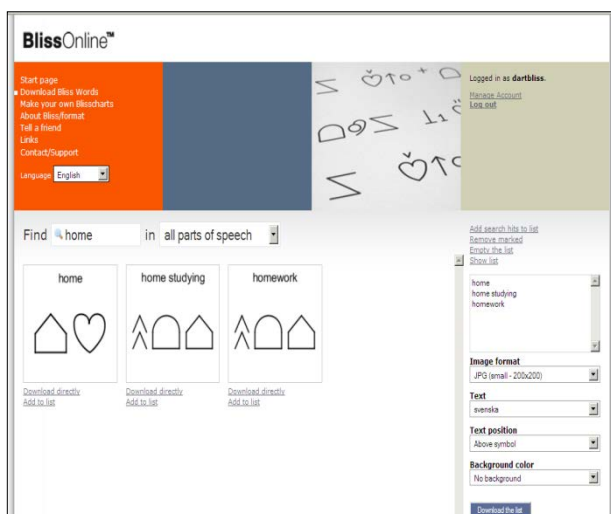 BlissOnline™
Start page
Download Bliss Words
Make your own Blisscharts
About Bliss/format
Tell a friend
Links
Contact/Support
Language English
Logged in as dartbliss.
Manage Account
Log out
Find home in all parts of speech
home
home studying
homework
Download directly
Add to list
Download directly
Add to list
Download directly
Add to list
Add search hits to list
Remove marked
Empty the list
Show list
home
home studying
homework
Image format
JPG (small - 200x200)
Text
svenska
Text position
Above symbol
Background color
No background
Download the list